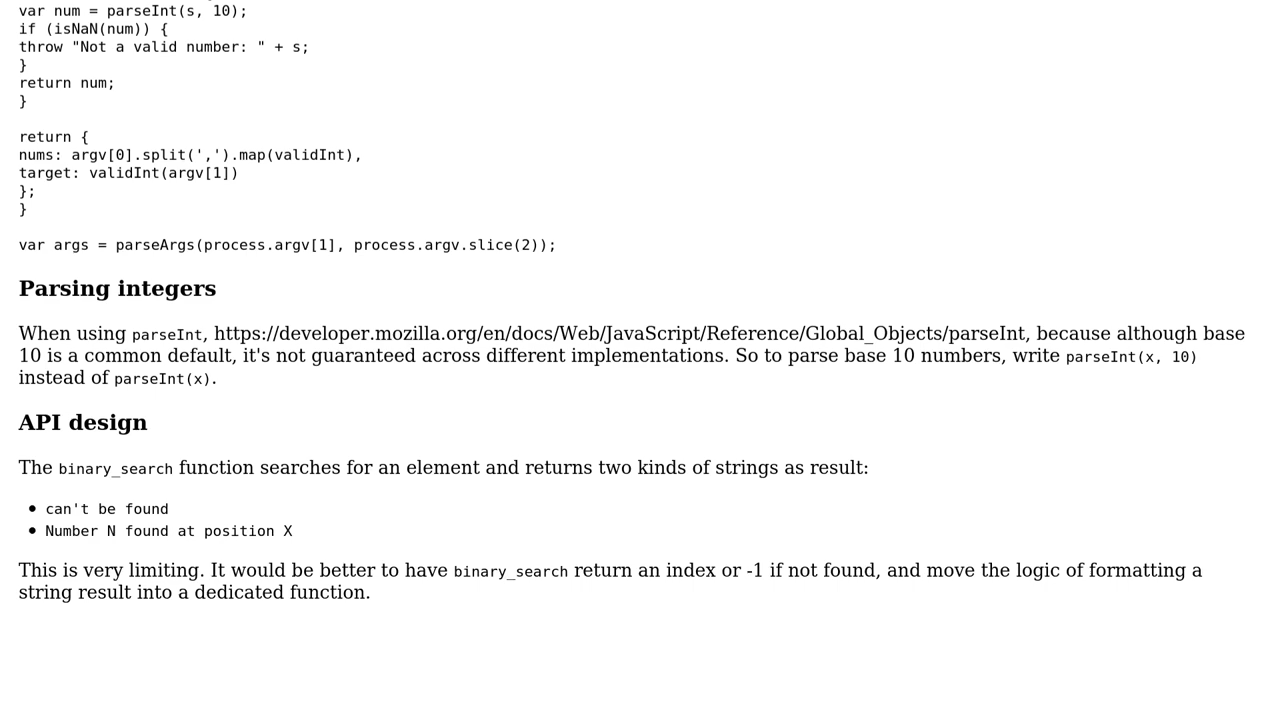 var num = parseInt(s, 10);
if (isNaN(num)) {
throw "Not a valid number: " + s;
}
return num;
}
return {
nums: argv[0].split(',').map(validInt),
target: validInt(argv[1])
};
}
var args = parseArgs(process.argv[1], process.argv.slice(2));
Parsing integers
When using parseInt, https://developer.mozilla.org/en/docs/Web/JavaScript/Reference/Global_Objects/parseInt, because although base
10 is a common default, it's not guaranteed across different implementations. So to parse base 10 numbers, write parseInt(x, 10)
instead of parseInt(x).
API design
The binary_search function searches for an element and returns two kinds of strings as result:
• can't be found
• Number N found at position X
This is very limiting. It would be better to have binary_search return an index or -1 if not found, and move the logic of formatting a
string result into a dedicated function.